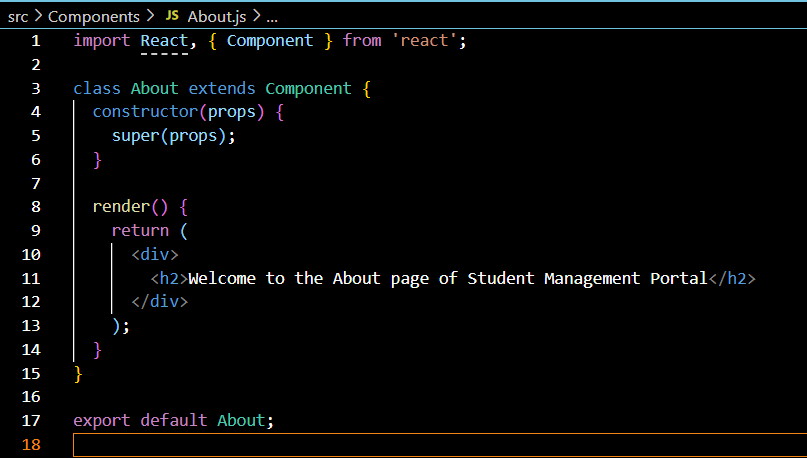 src > Components > JS About.js > ...
1 import React, { Component } from 'react';
2
3 class About extends Component {
4   constructor(props) {
5     super(props);
6   }
7
8   render() {
9     return (
10       <div>
11         <h2>Welcome to the About page of Student Management Portal</h2>
12       </div>
13     );
14   }
15 }
16
17 export default About;
18